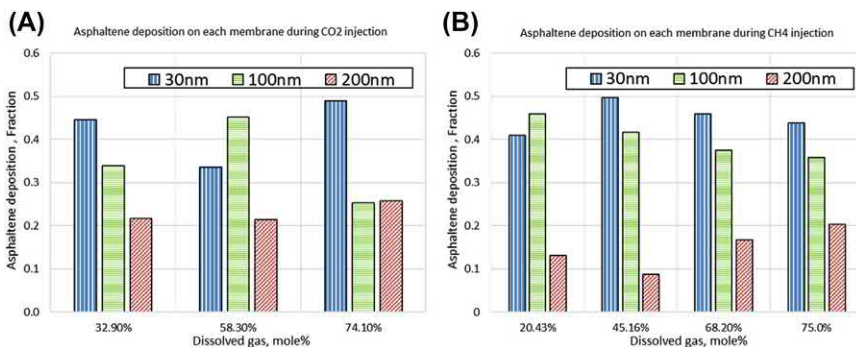 (A)
Asphaltene deposition on each membrane during CO2 injection
Asphaltene deposition , Fraction
0.6
0.5
0.4
0.3
0.2
0.1
0.0
30nm 100nm 200nm
32.90% 58.30% 74.10%
Dissolved gas, mole%
(B)
Asphaltene deposition on each membrane during CH4 injection
Asphaltene deposition , Fraction
0.6
0.5
0.4
0.3
0.2
0.1
0
30nm 100nm 200nm
20.43% 45.16% 68.20% 75.0%
Dissolved gas, mole%